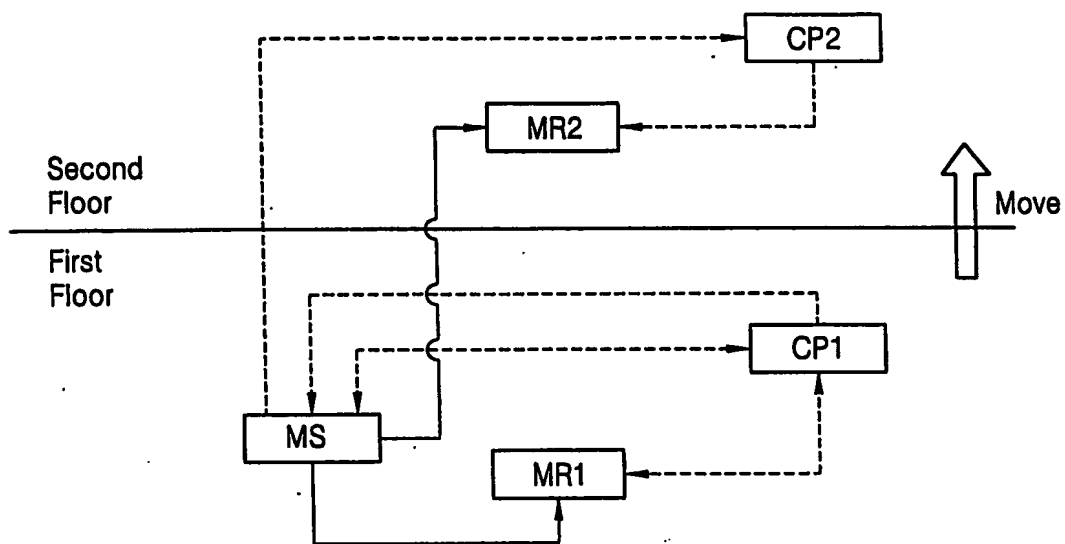 CP2
MR2
Second
Floor
Move
First
Floor
CP1
MS
MR1